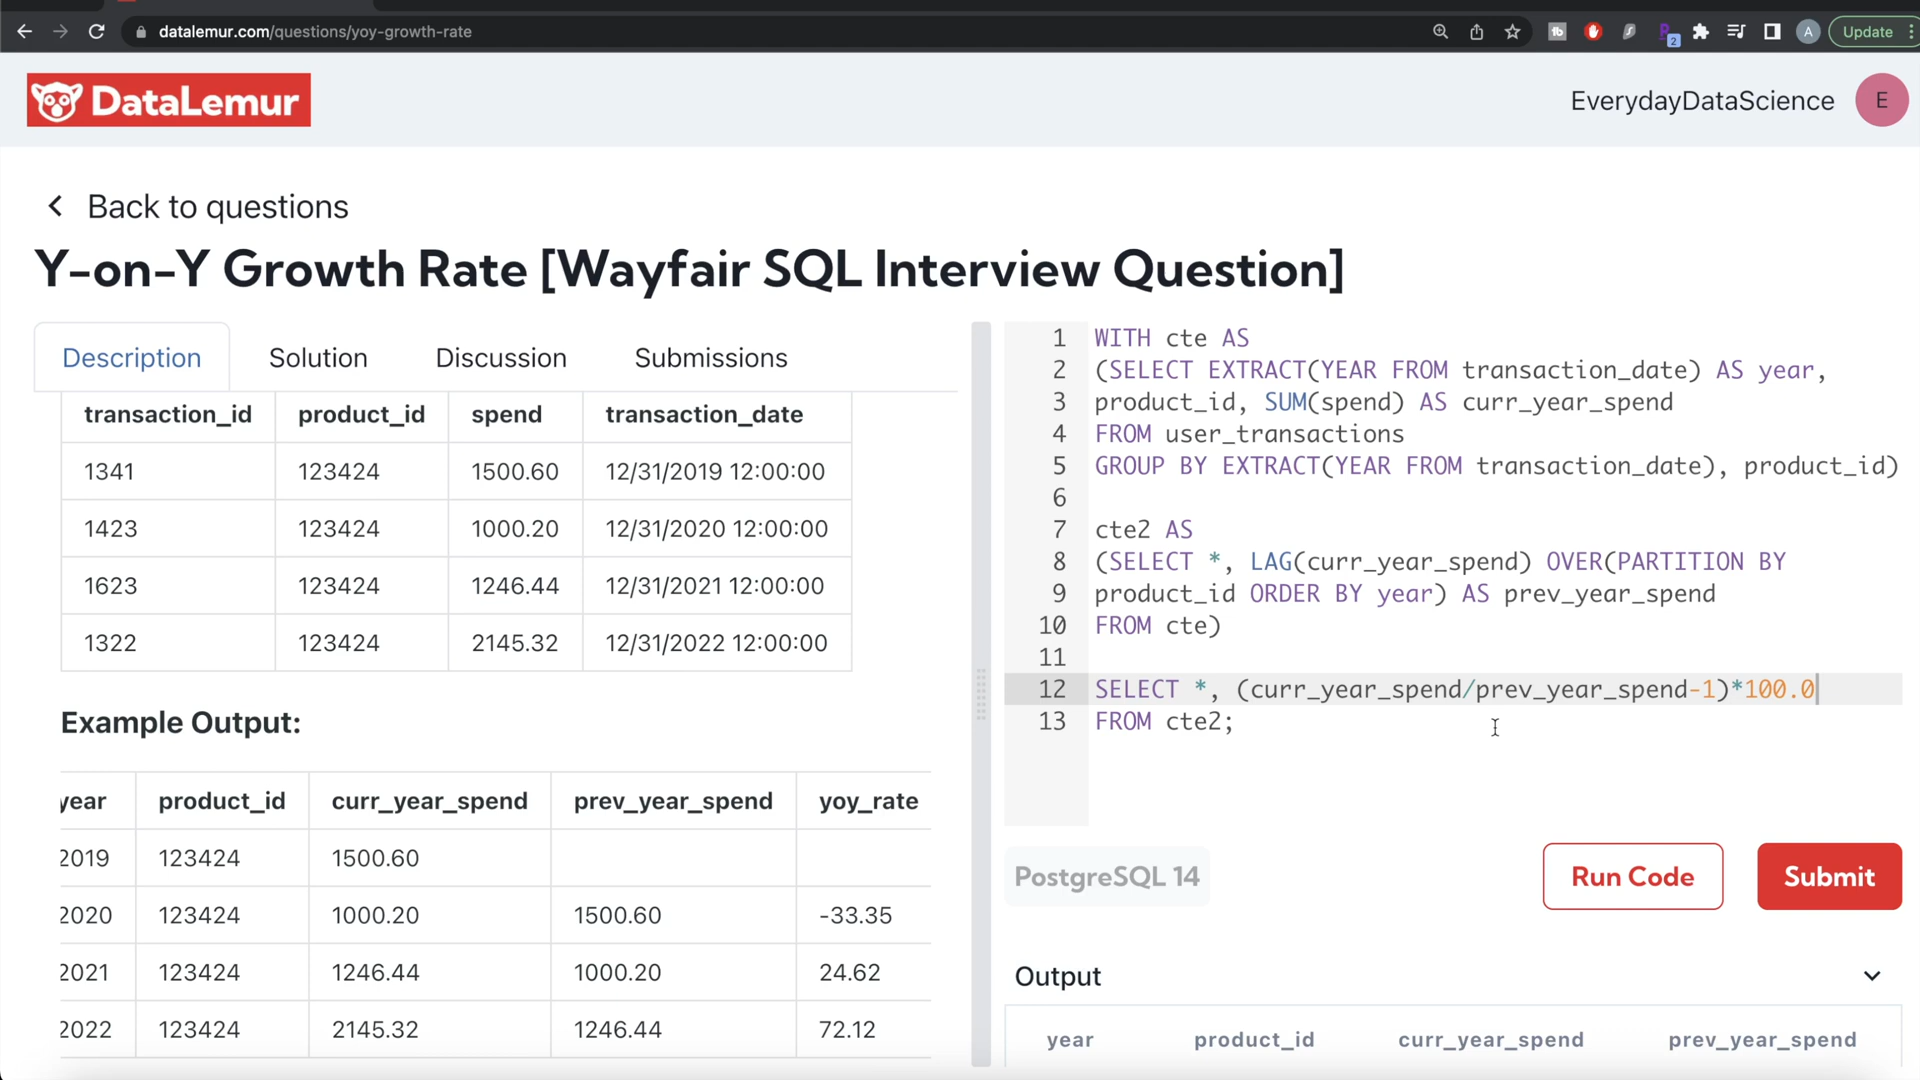 datalemur.com/questions/yoy-growth-rate
2
A
Update
DataLemur
EverydayDataScience
E
Back to questions
Y-on-Y Growth Rate [Wayfair SQL Interview Question]
Description Solution Discussion Submissions
transaction_id product_id spend transaction_date
1341 123424 1500.60 12/31/2019 12:00:00
1423 123424 1000.20 12/31/2020 12:00:00
1623 123424 1246.44 12/31/2021 12:00:00
1322 123424 2145.32 12/31/2022 12:00:00
Example Output:
year product_id curr_year_spend prev_year_spend yoy_rate
2019 123424 1500.60
2020 123424 1000.20 1500.60 -33.35
2021 123424 1246.44 1000.20 24.62
2022 123424 2145.32 1246.44 72.12
1 WITH cte AS
2 (SELECT EXTRACT(YEAR FROM transaction_date) AS year,
3 product_id, SUM(spend) AS curr_year_spend
4 FROM user_transactions
5 GROUP BY EXTRACT(YEAR FROM transaction_date), product_id)
6
7 cte2 AS
8 (SELECT *, LAG(curr_year_spend) OVER(PARTITION BY
9 product_id ORDER BY year) AS prev_year_spend
10 FROM cte)
11
12 SELECT *, (curr_year_spend/prev_year_spend-1)*100.0
13 FROM cte2;
PostgreSQL 14
Run Code
Submit
Output
year product_id curr_year_spend prev_year_spend